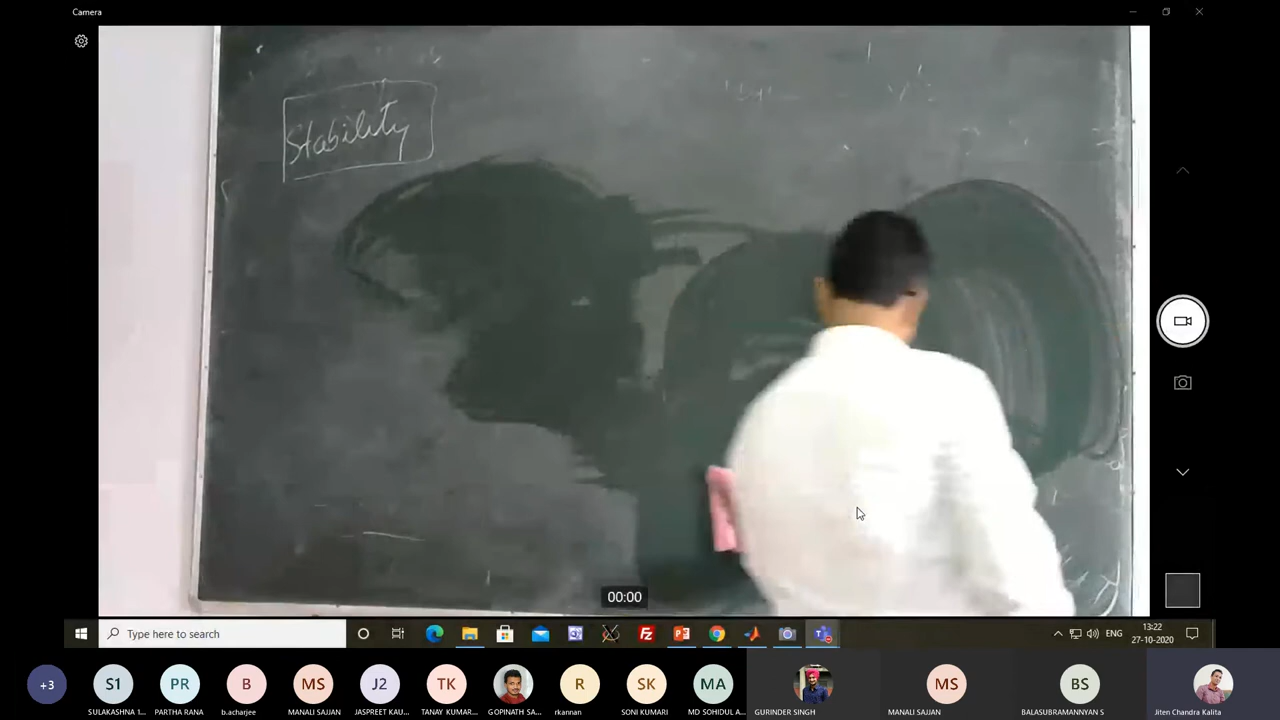 Camera
Stability
00:00
Type here to search
ENG
13:22
27-10-2020
+3
S1
PR
B
MS
J2
TK
R
SK
MA
MS
BS
SULAKASHNA 1...
PARTHA RANA
b.acharjee
MANALI SAJJAN
JASPREET KAU...
TANAY KUMAR...
GOPINATH SA...
rkannan
SONI KUMARI
MD SOHIDUL A...
GURINDER SINGH
MANALI SAJJAN
BALASUBRAMANNYAN S
Jiten Chandra Kalita